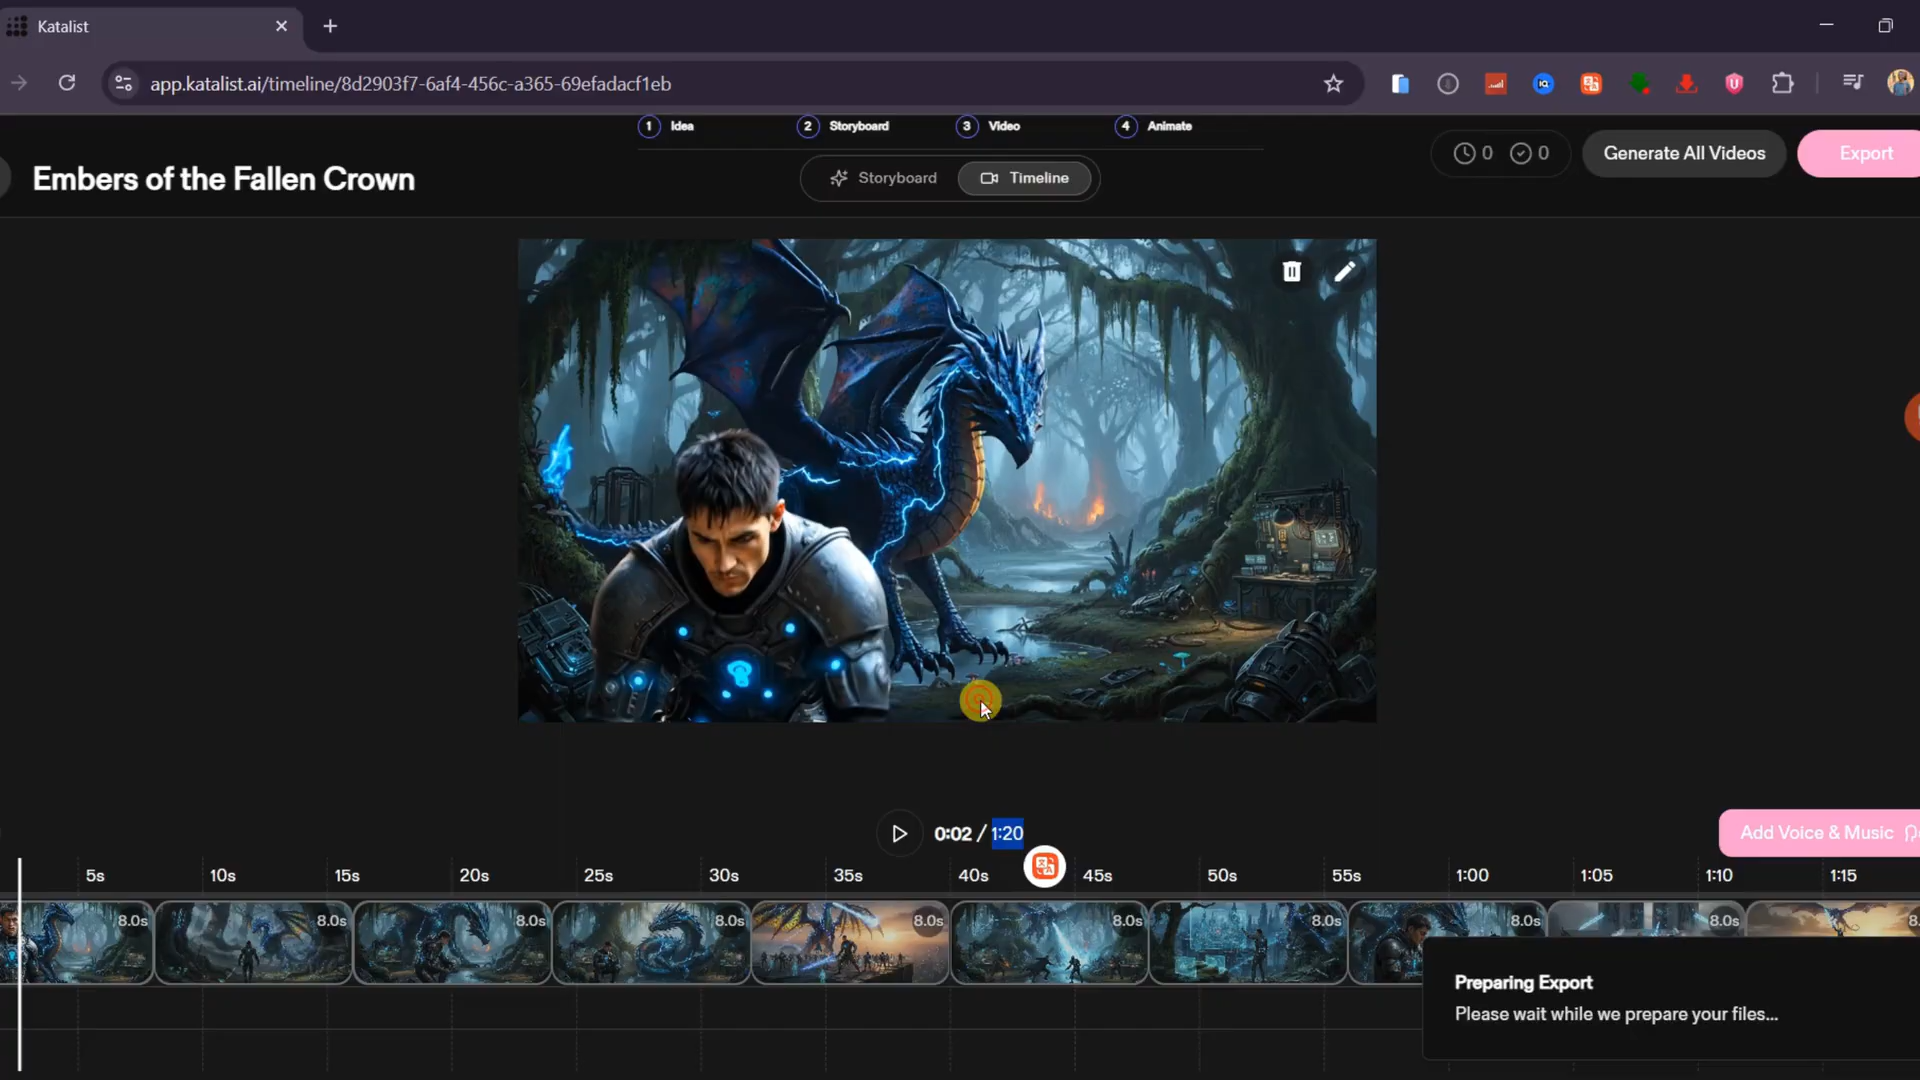 Katalist
app.katalist.ai/timeline/8d2903f7-6af4-456c-a365-69efadacf1eb
1 Idea
2 Storyboard
3 Video
4 Animate
Embers of the Fallen Crown
Storyboard
Timeline
0
0
Generate All Videos
Export
0:02 / 1:20
Add Voice & Music
5s 10s 15s 20s 25s 30s 35s 40s 45s 50s 55s 1:00 1:05 1:10 1:15
8.0s 8.0s 8.0s 8.0s 8.0s 8.0s 8.0s 8.0s 8.0s 8.
Preparing Export
Please wait while we prepare your files...